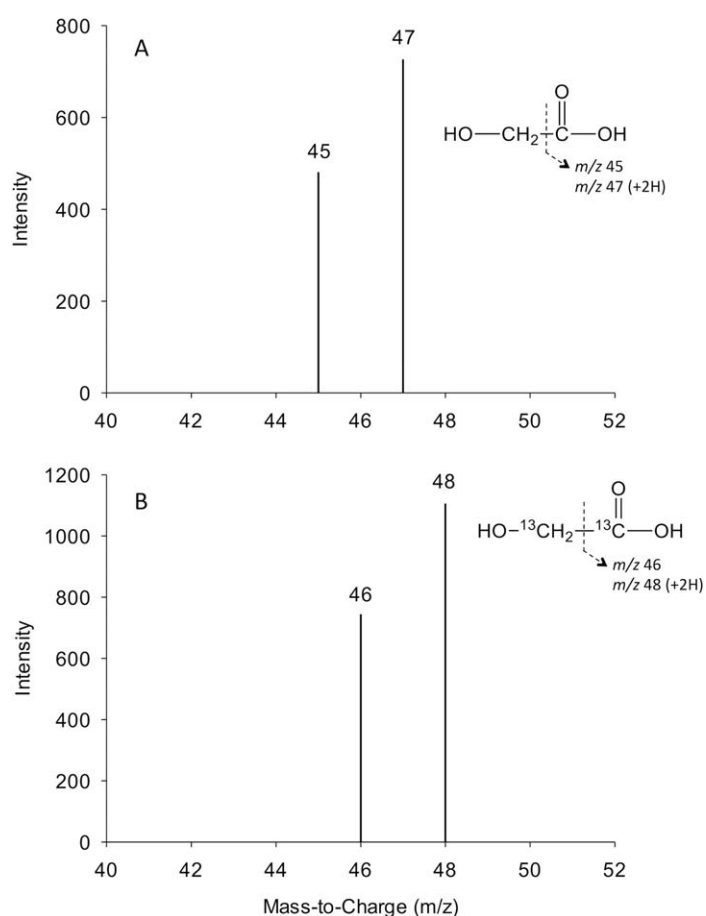 800
A
47
600
45
400
200
0
Intensity
40 42 44 46 48 50 52
O
HO—CH2—C—OH
m/z 45
m/z 47 (+2H)
1200
B
48
1000
46
800
600
400
200
0
Intensity
40 42 44 46 48 50 52
Mass-to-Charge (m/z)
O
HO–13CH2—13C—OH
m/z 46
m/z 48 (+2H)